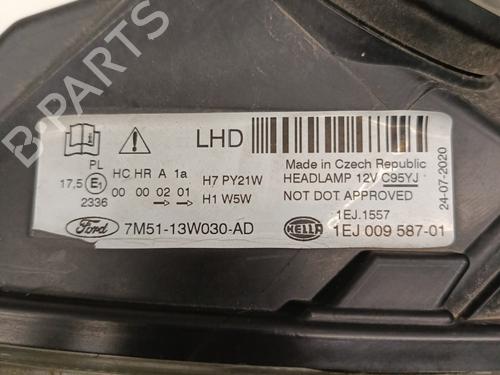 B-PARTS
LHD
PL
17,5 E1
2336
HC HR A 1a
00 00 02 01
H7 PY21W
H1 W5W
Made in Czech Republic
HEADLAMP 12V C95YJ
NOT DOT APPROVED
1EJ.1557
1EJ 009 587-01
HELLA
Ford
7M51-13W030-AD
24-07-2020